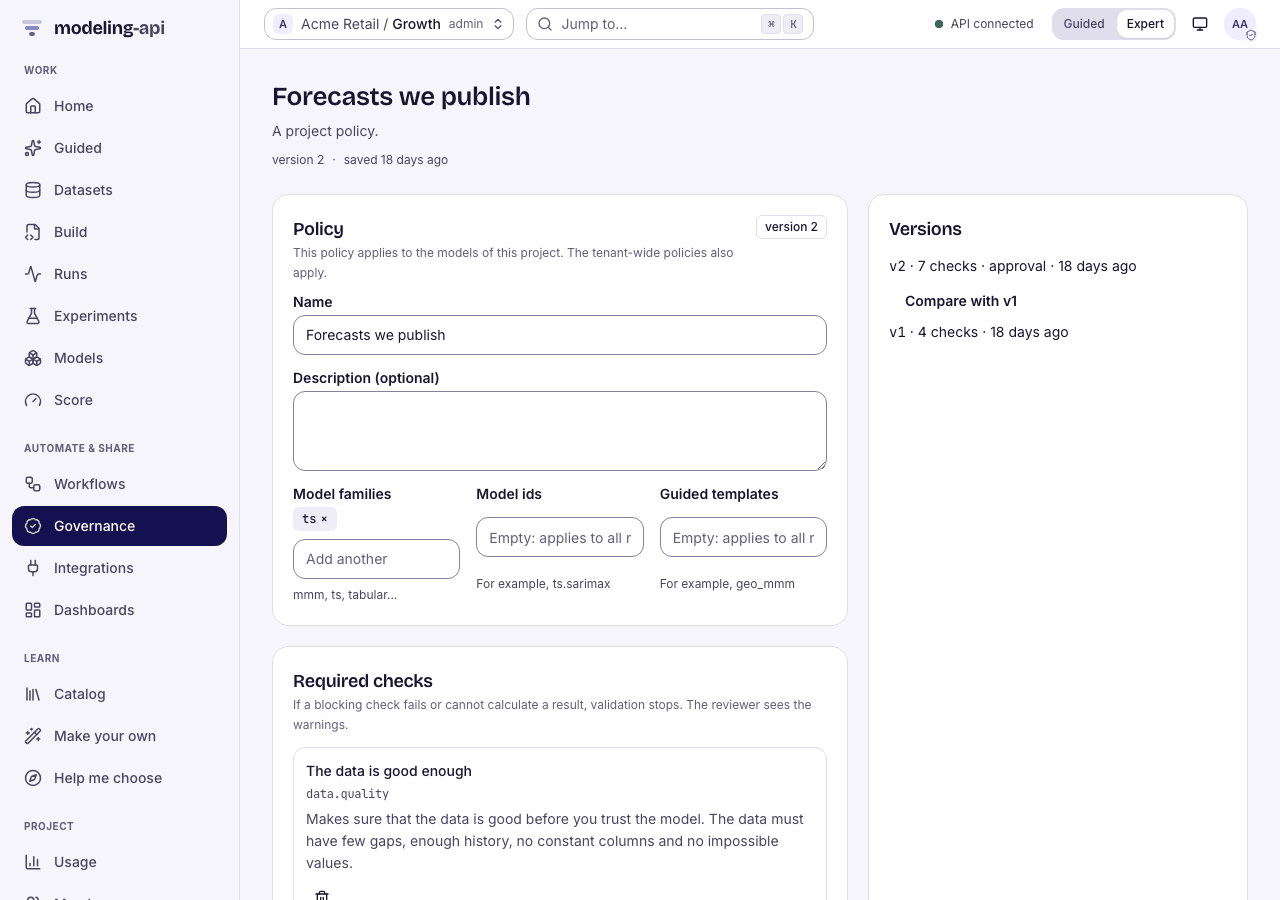 modeling-api
WORK
Home
Guided
Datasets
Build
Runs
Experiments
Models
Score
AUTOMATE & SHARE
Workflows
Governance
Integrations
Dashboards
LEARN
Catalog
Make your own
Help me choose
PROJECT
Usage
A Acme Retail / Growth admin
Jump to... ⌘ K
API connected
Guided Expert
AA
Forecasts we publish
A project policy.
version 2 · saved 18 days ago
Policy
version 2
This policy applies to the models of this project. The tenant-wide policies also
apply.
Name
Forecasts we publish
Description (optional)
Model families
ts ×
Add another
mmm, ts, tabular...
Model ids
Empty: applies to all r
For example, ts.sarimax
Guided templates
Empty: applies to all r
For example, geo_mmm
Required checks
If a blocking check fails or cannot calculate a result, validation stops. The reviewer sees the
warnings.
The data is good enough
data.quality
Makes sure that the data is good before you trust the model. The data must
have few gaps, enough history, no constant columns and no impossible
values.
Versions
v2 · 7 checks · approval · 18 days ago
Compare with v1
v1 · 4 checks · 18 days ago